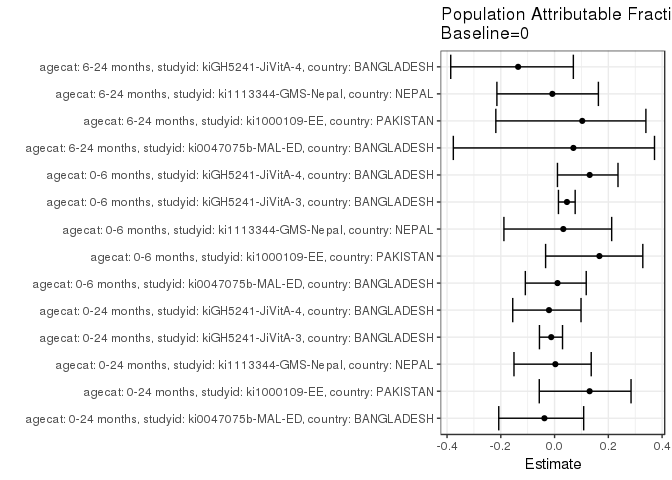 Population Attributable Fracti
Baseline=0
agecat: 6-24 months, studyid: kiGH5241-JiVitA-4, country: BANGLADESH
agecat: 6-24 months, studyid: ki1113344-GMS-Nepal, country: NEPAL
agecat: 6-24 months, studyid: ki1000109-EE, country: PAKISTAN
agecat: 6-24 months, studyid: ki0047075b-MAL-ED, country: BANGLADESH
agecat: 0-6 months, studyid: kiGH5241-JiVitA-4, country: BANGLADESH
agecat: 0-6 months, studyid: kiGH5241-JiVitA-3, country: BANGLADESH
agecat: 0-6 months, studyid: ki1113344-GMS-Nepal, country: NEPAL
agecat: 0-6 months, studyid: ki1000109-EE, country: PAKISTAN
agecat: 0-6 months, studyid: ki0047075b-MAL-ED, country: BANGLADESH
agecat: 0-24 months, studyid: kiGH5241-JiVitA-4, country: BANGLADESH
agecat: 0-24 months, studyid: kiGH5241-JiVitA-3, country: BANGLADESH
agecat: 0-24 months, studyid: ki1113344-GMS-Nepal, country: NEPAL
agecat: 0-24 months, studyid: ki1000109-EE, country: PAKISTAN
agecat: 0-24 months, studyid: ki0047075b-MAL-ED, country: BANGLADESH
-0.4 -0.2 0.0 0.2 0.4
Estimate